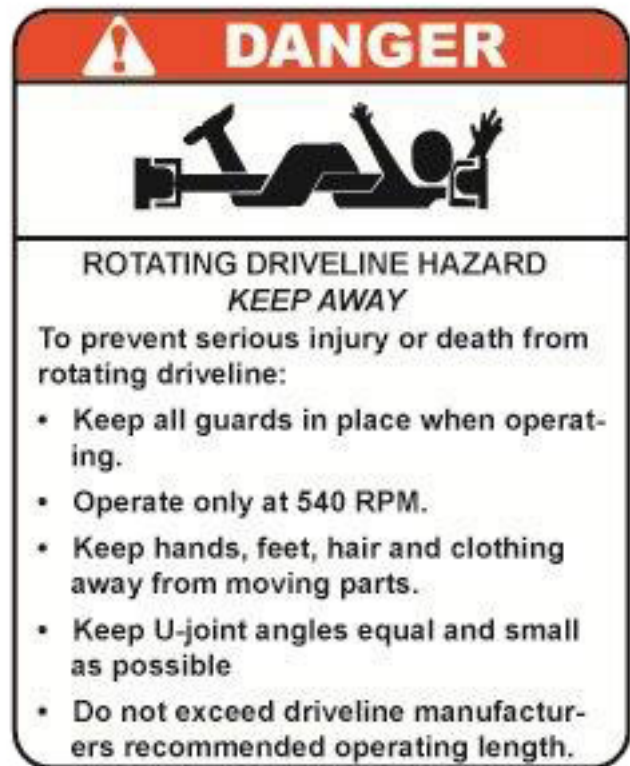 DANGER
ROTATING DRIVELINE HAZARD
KEEP AWAY
To prevent serious injury or death from
rotating driveline:
• Keep all guards in place when operat-
ing.
• Operate only at 540 RPM.
• Keep hands, feet, hair and clothing
away from moving parts.
• Keep U-joint angles equal and small
as possible
• Do not exceed driveline manufactur-
ers recommended operating length.